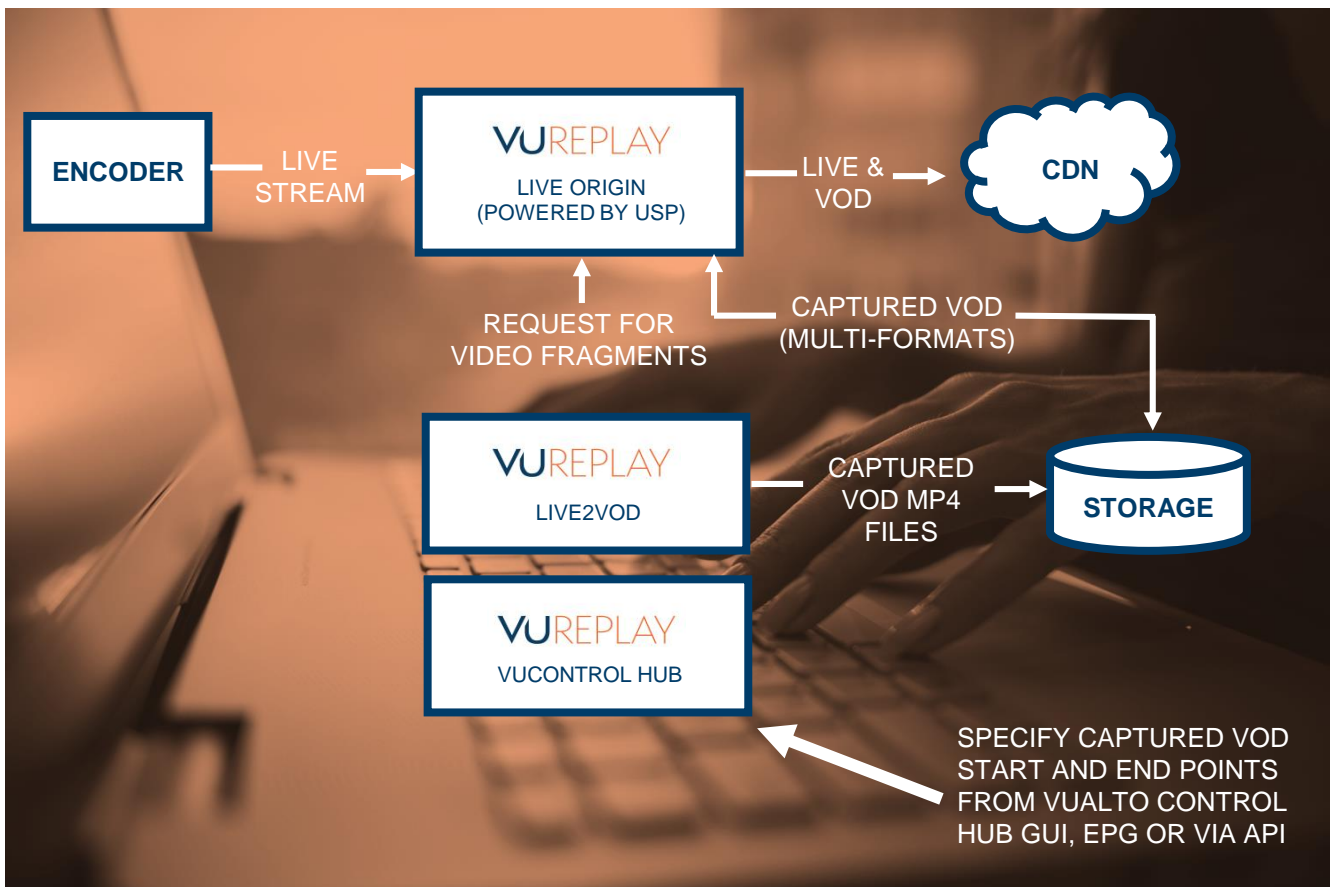 ENCODER
LIVE
STREAM
VUREPLAY
LIVE ORIGIN
(POWERED BY USP)
LIVE &
VOD
CDN
REQUEST FOR
VIDEO FRAGMENTS
CAPTURED VOD
(MULTI-FORMATS)
VUREPLAY
LIVE2VOD
CAPTURED
VOD MP4
FILES
STORAGE
VUREPLAY
VUCONTROL HUB
SPECIFY CAPTURED VOD
START AND END POINTS
FROM VUALTO CONTROL
HUB GUI, EPG OR VIA API